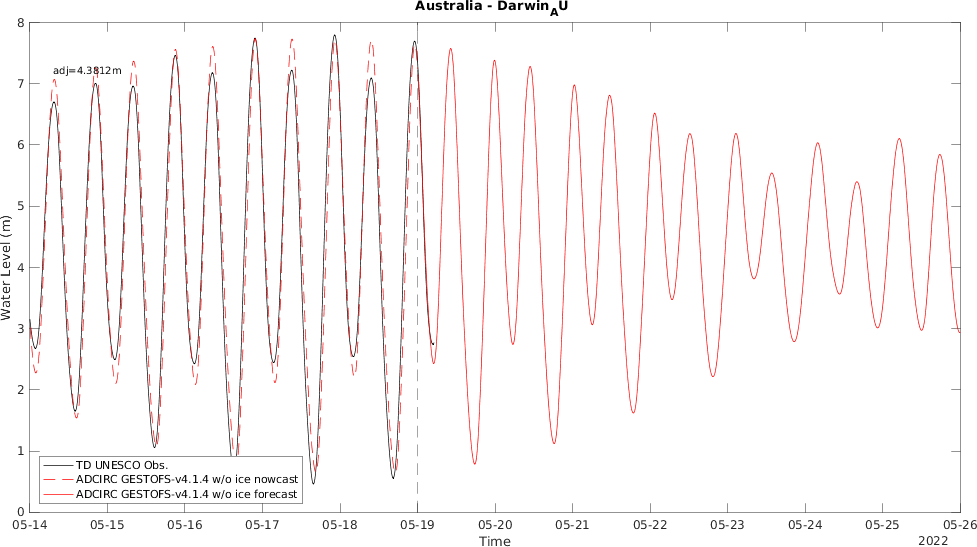 Australia - Darwin_AU
8
7
6
5
4
3
2
1
0
Water Level (m)
adj=4.3812m
TD UNESCO Obs.
ADCIRC GESTOFS-v4.1.4 w/o ice nowcast
ADCIRC GESTOFS-v4.1.4 w/o ice forecast
05-14 05-15 05-16 05-17 05-18 05-19 05-20 05-21 05-22 05-23 05-24 05-25 05-26
Time
2022